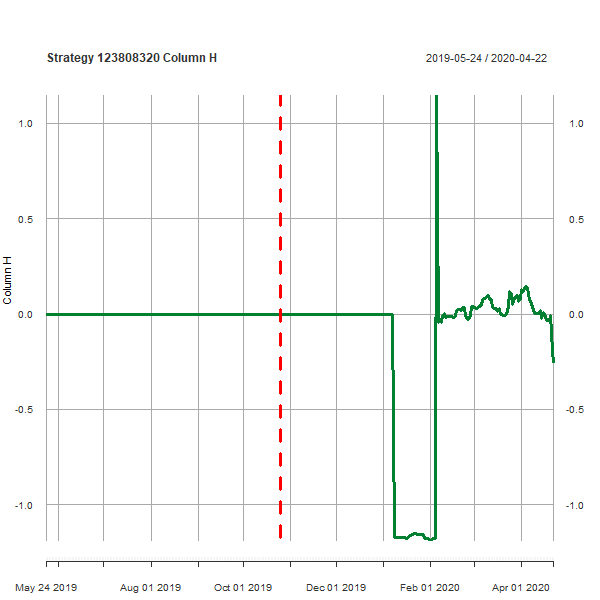 Strategy 123808320 Column H
2019-05-24 / 2020-04-22
1.0
1.0
0.5
0.5
Column H
0.0
0.0
-0.5
-0.5
-1.0
-1.0
May 24 2019
Aug 01 2019
Oct 01 2019
Dec 01 2019
Feb 01 2020
Apr 01 2020